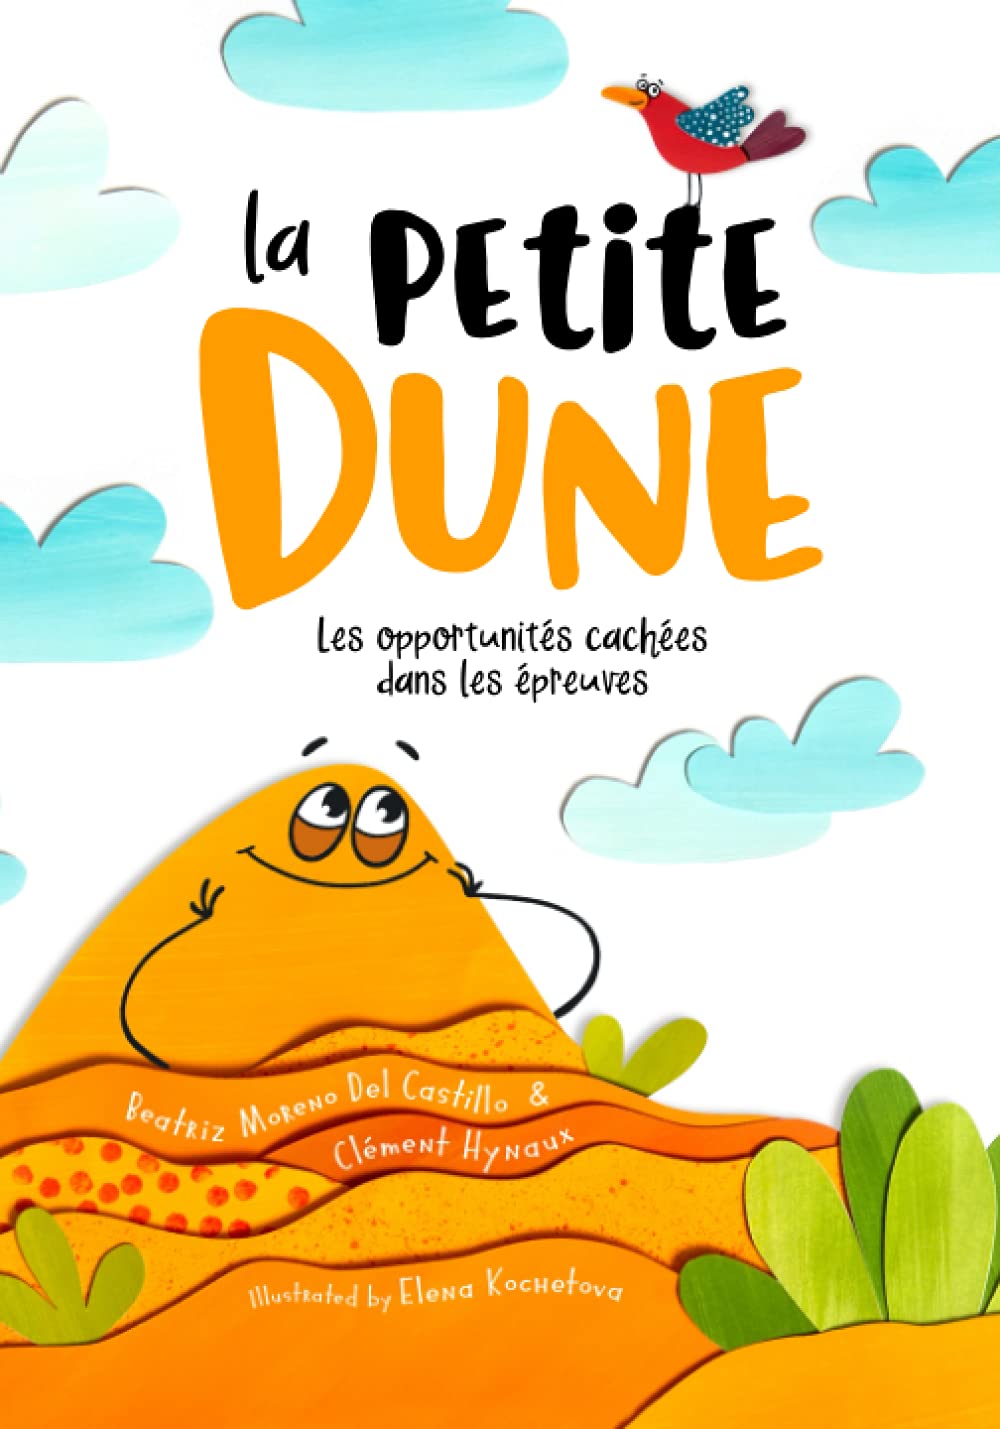 la PETITE
DUNE
Les opportunités cachées
dans les épreuves
Beatriz Moreno Del Castillo &
Clément Hynaux
Illustrated by Elena Kochetova